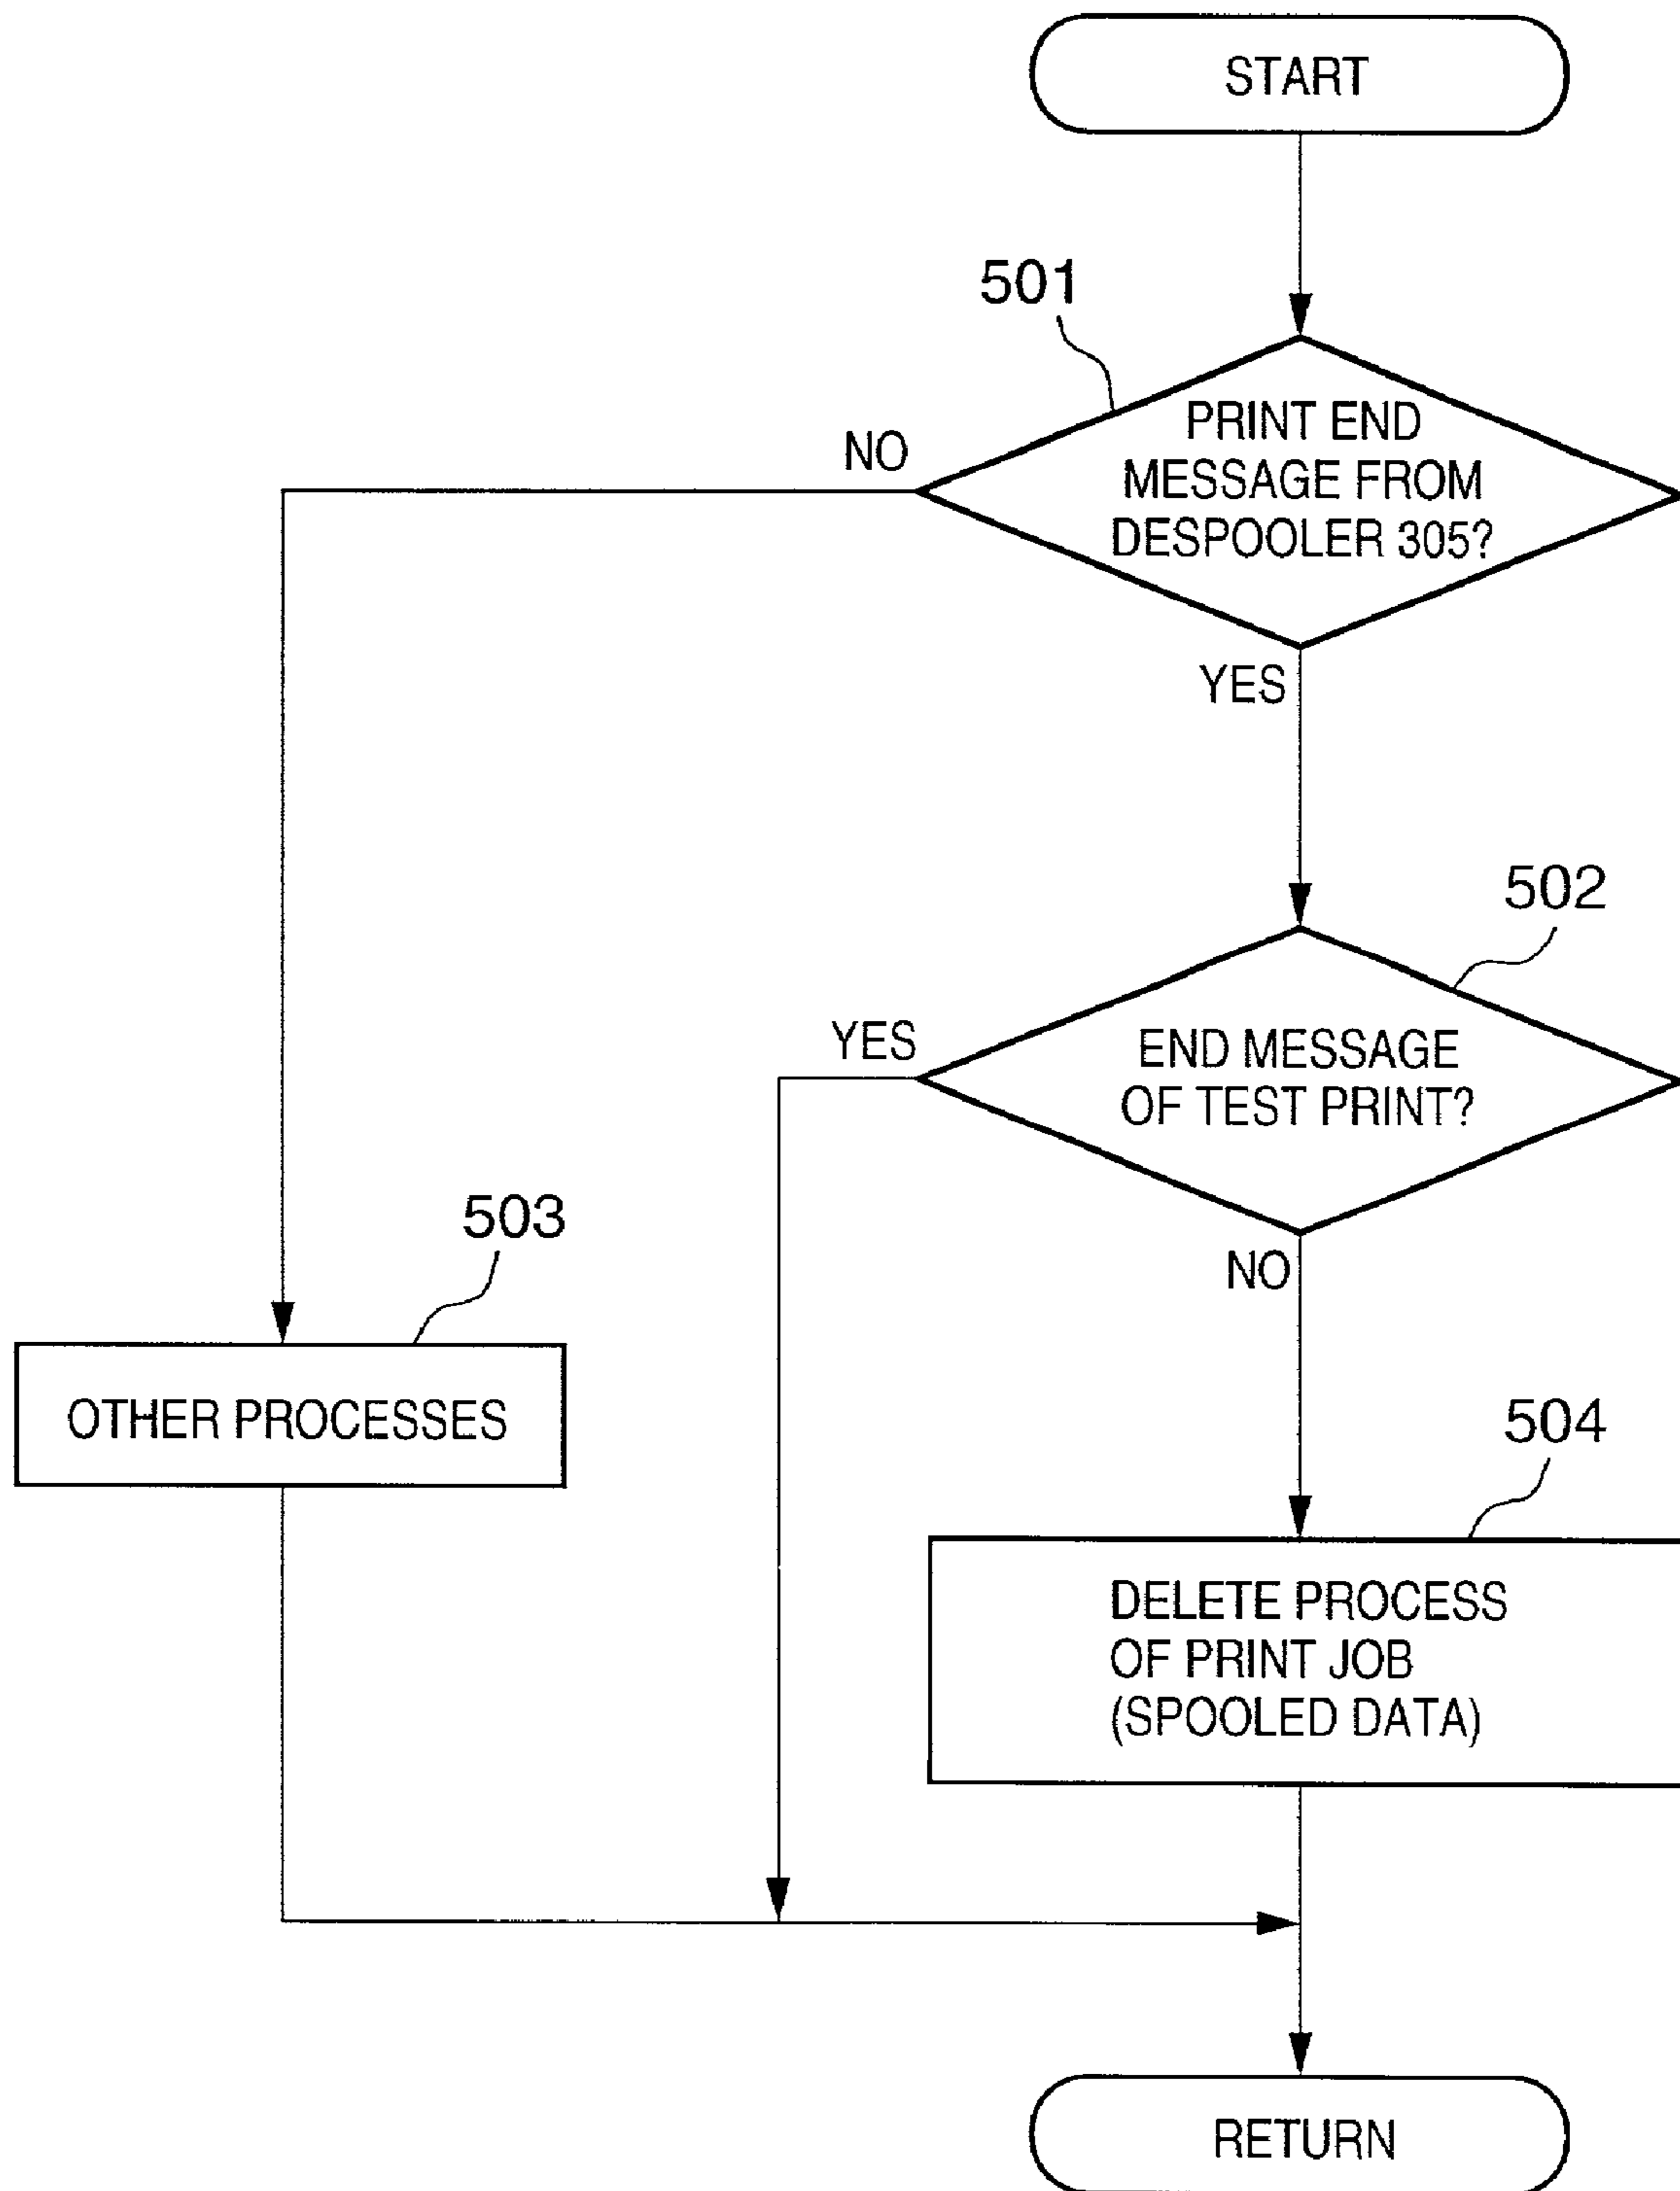 START
501
PRINT END
MESSAGE FROM
DESPOOLER 305?
NO
YES
502
END MESSAGE
OF TEST PRINT?
YES
NO
503
OTHER PROCESSES
504
DELETE PROCESS
OF PRINT JOB
(SPOOLED DATA)
RETURN